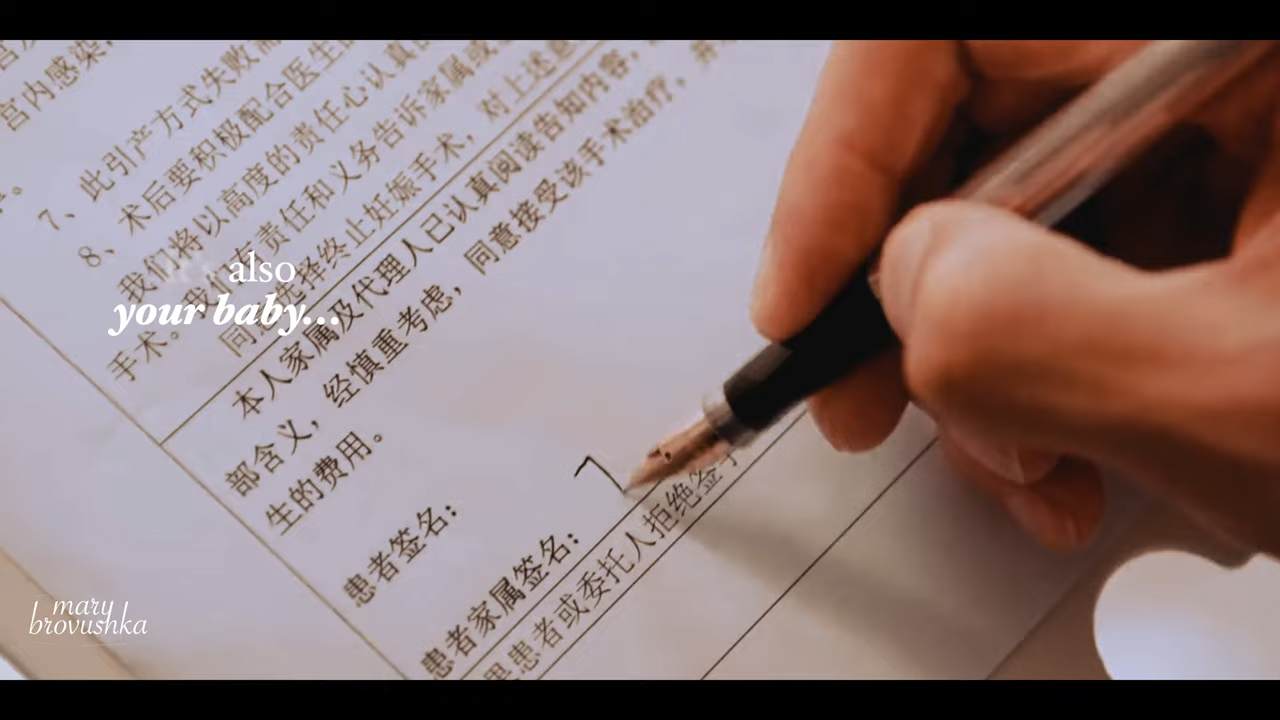 宫内感染,
7、此引产方式失败需
8、术后要积极配合医生的
我们将以高度的责任心认真
手术。我们有责任和义务告诉家属或
同意选择终止妊娠手术,对上述
本人家属及代理人已认真阅读告知内容,
部含义,经慎重考虑,同意接受该手术治疗,
生的费用。
患者签名:
患者家属签名:
患者或委托人拒绝签字
it's also
your baby...
mary
brovushka